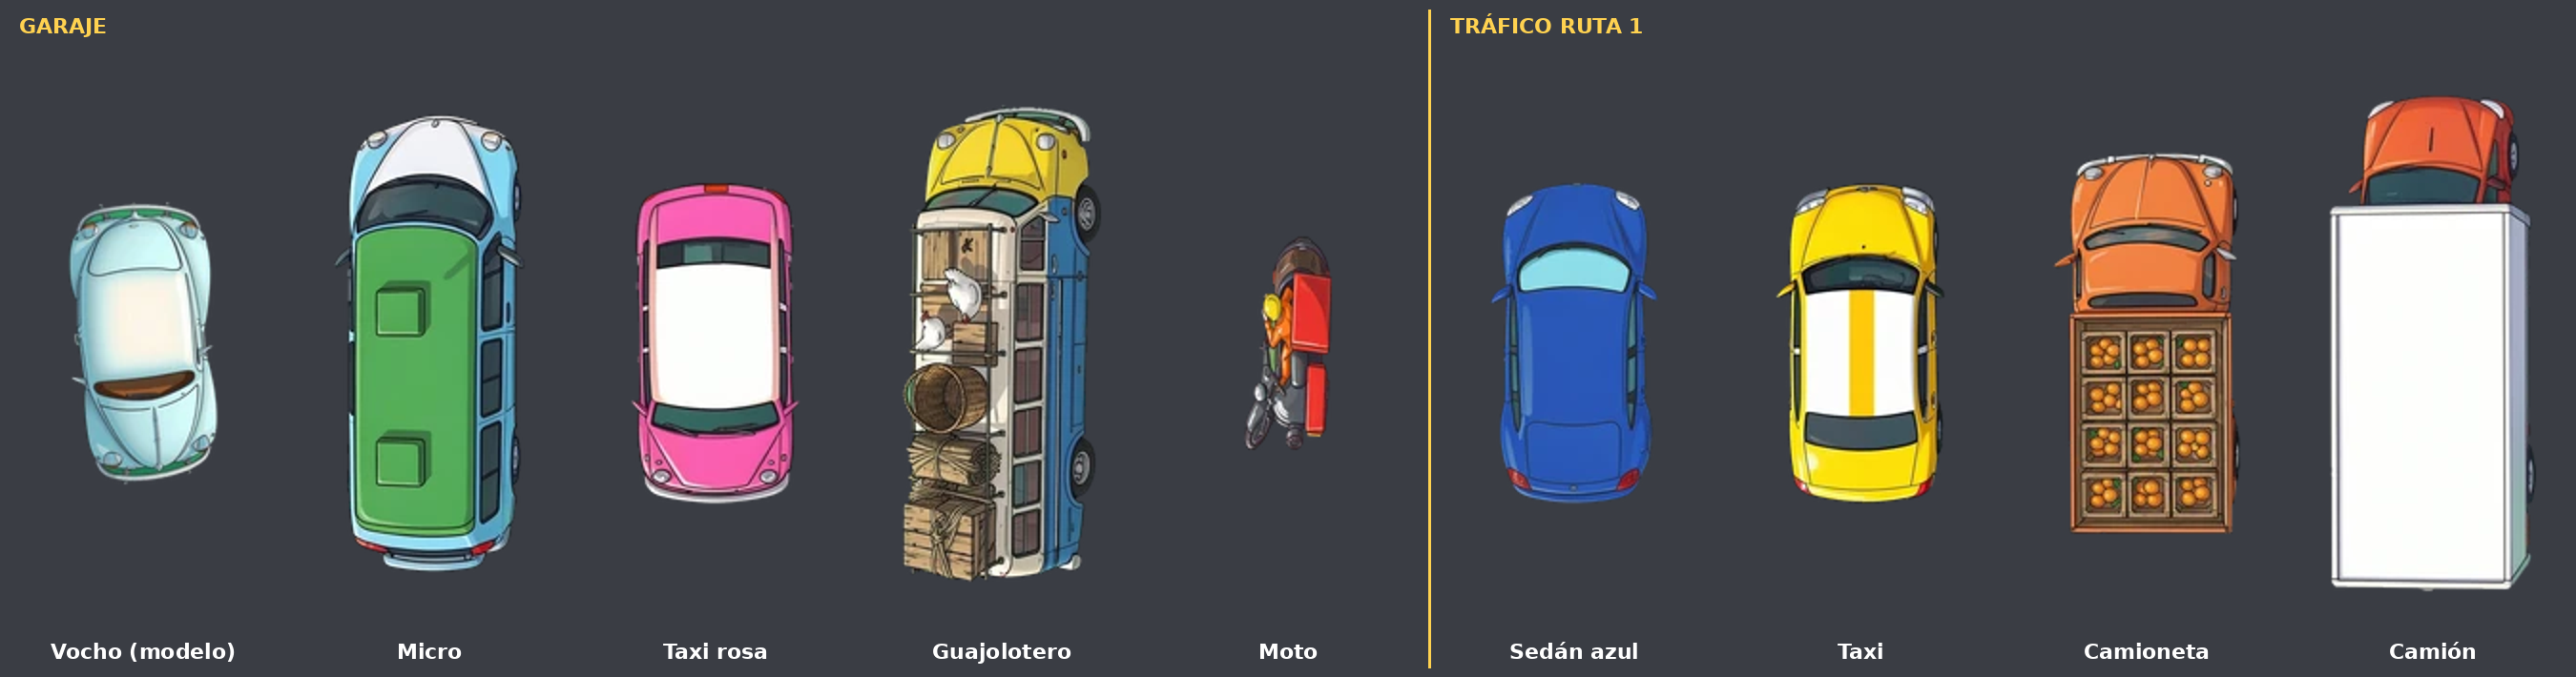 GARAJE
TRÁFICO RUTA 1
Vocho (modelo)
Micro
Taxi rosa
Guajolotero
Moto
Sedán azul
Taxi
Camioneta
Camión